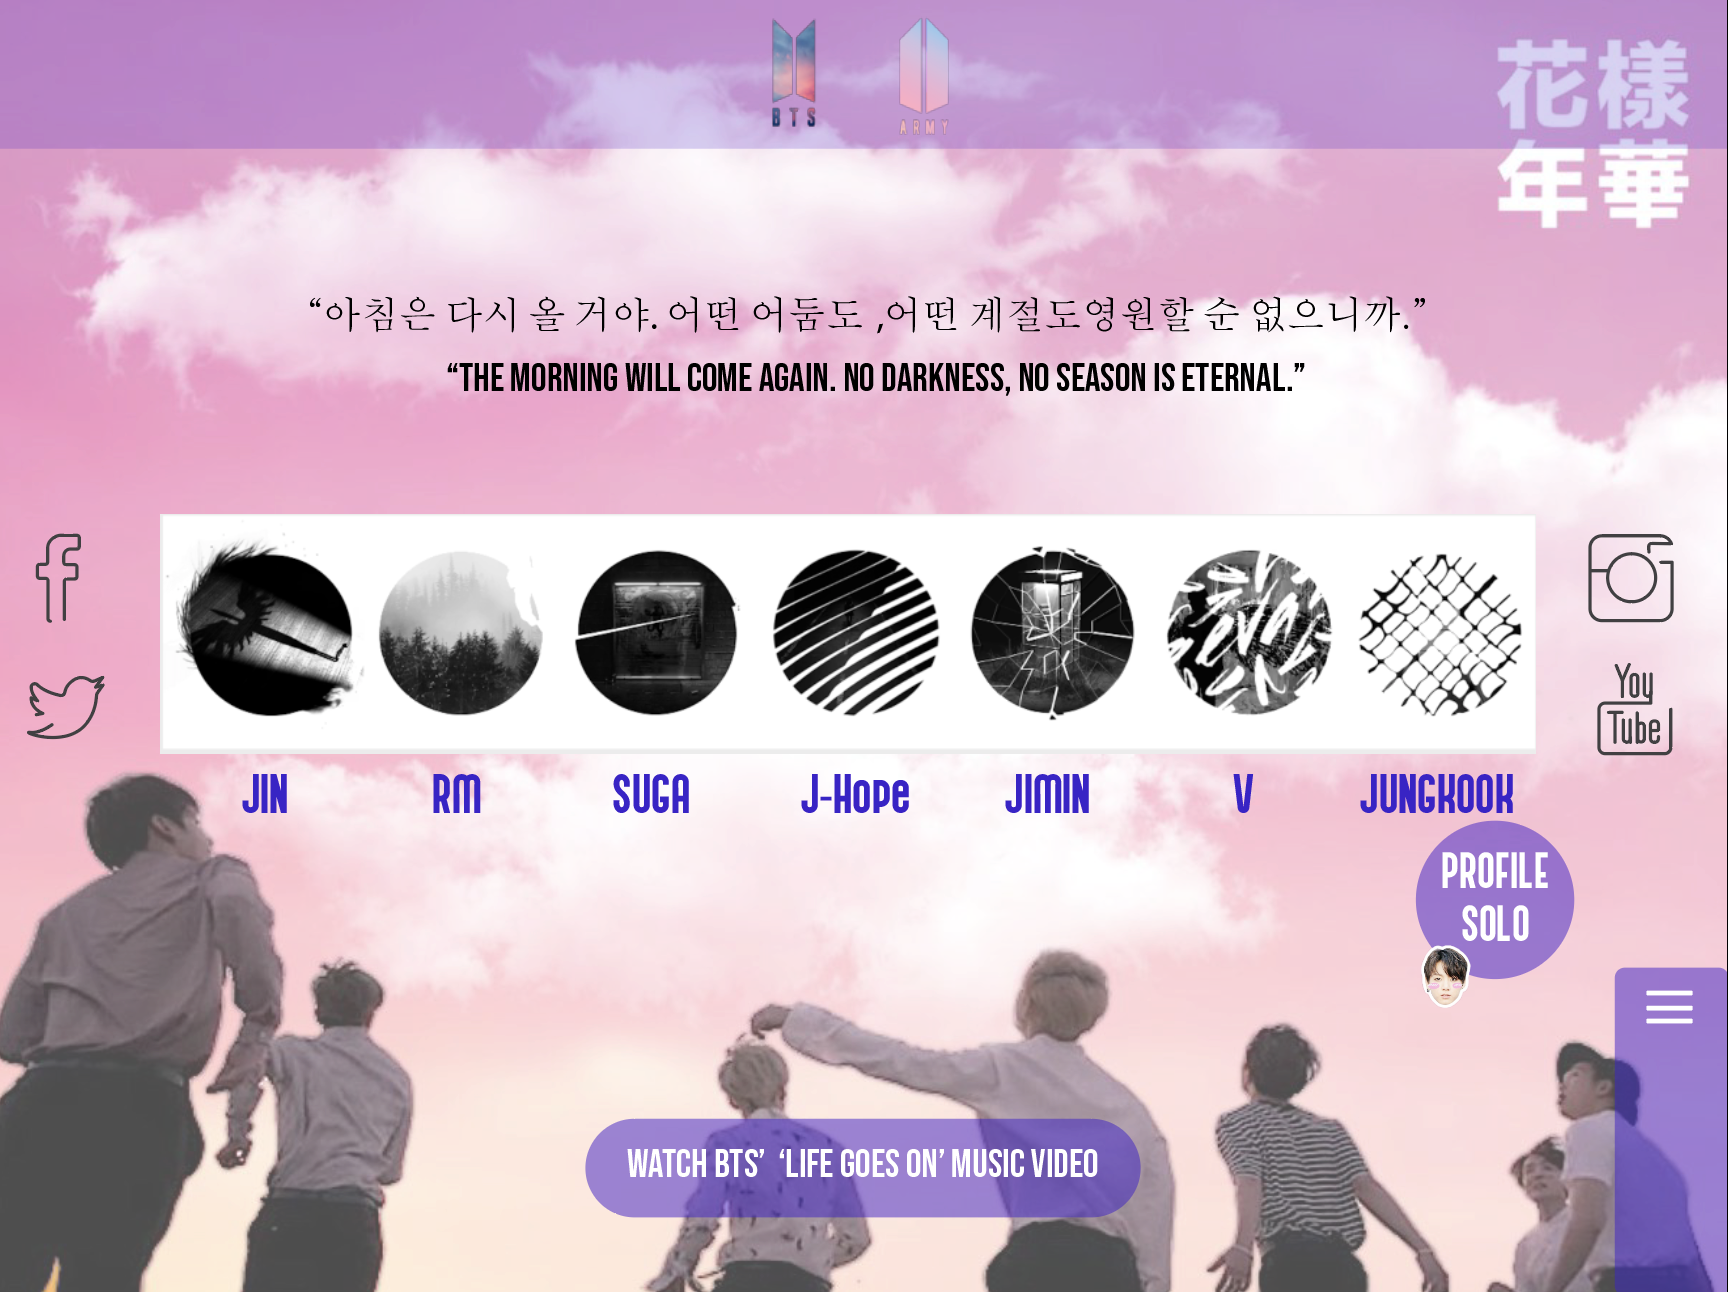 BTS
ARMY
花樣
年華
“아침은 다시 올 거야. 어떤 어둠도 ,어떤 계절도영원할 순 없으니까.”
“THE MORNING WILL COME AGAIN. NO DARKNESS, NO SEASON IS ETERNAL.”
You
Tube
JIN
RM
SUGA
J-Hope
JIMIN
V
JUNGKOOK
PROFILE
SOLO
WATCH BTS’ ‘LIFE GOES ON’ MUSIC VIDEO